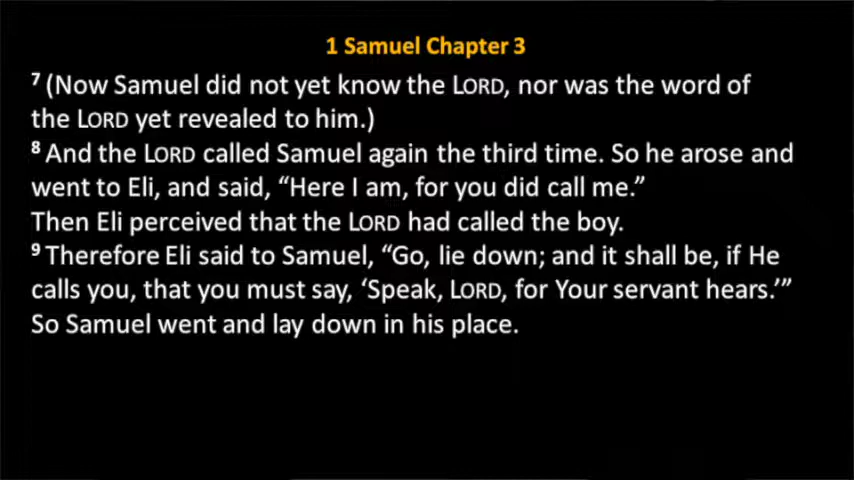 1 Samuel Chapter 3
7 (Now Samuel did not yet know the LORD, nor was the word of
the LORD yet revealed to him.)
8 And the LORD called Samuel again the third time. So he arose and
went to Eli, and said, “Here I am, for you did call me.”
Then Eli perceived that the LORD had called the boy.
9 Therefore Eli said to Samuel, “Go, lie down; and it shall be, if He
calls you, that you must say, ‘Speak, LORD, for Your servant hears.’”
So Samuel went and lay down in his place.